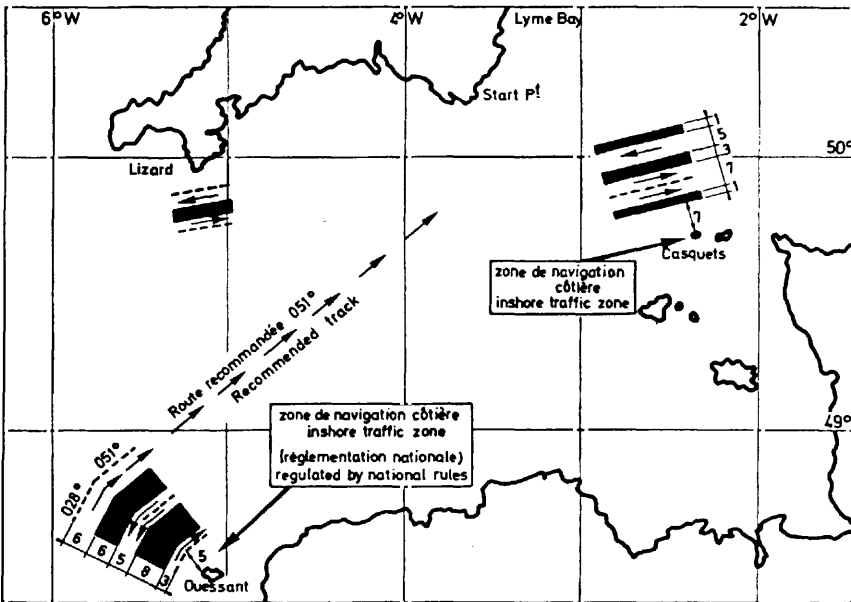 6°W
4°W
Lyme Bay
2°W
Start Pt
1
5
3
7
1
50°
Lizard
7
Casquets
zone de navigation
côtière
inshore traffic zone
Route recommandée 051°
Recommended track
zone de navigation côtière
inshore traffic zone
(règlementation nationale)
regulated by national rules
49°
028°
051°
6
6
5
8
3
5
Ouessant